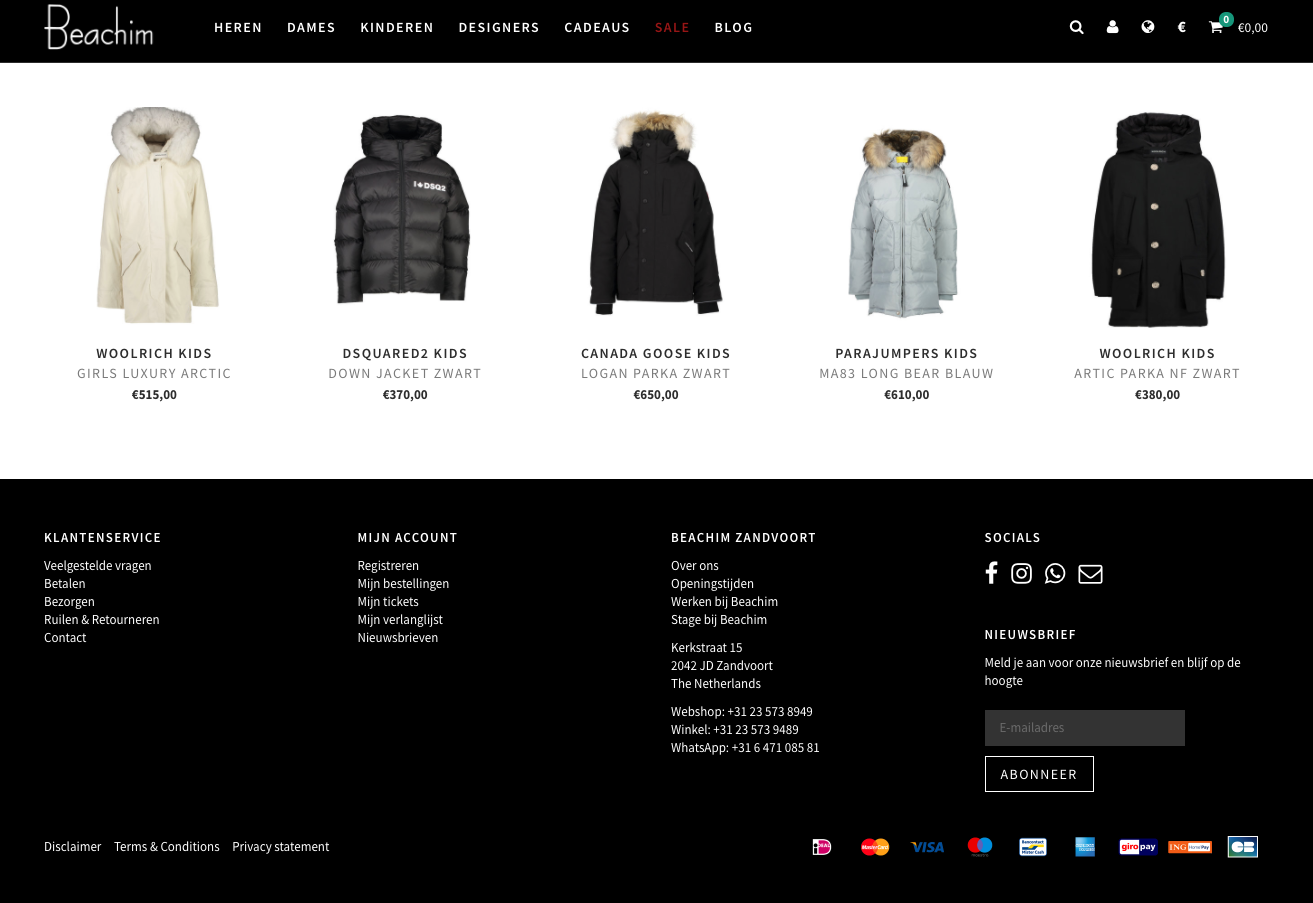 Beachim
HEREN DAMES KINDEREN DESIGNERS CADEAUS SALE BLOG
€ 0 €0,00
I DSQ2
WOOLRICH KIDS
GIRLS LUXURY ARCTIC
€515,00
DSQUARED2 KIDS
DOWN JACKET ZWART
€370,00
CANADA GOOSE KIDS
LOGAN PARKA ZWART
€650,00
PARAJUMPERS KIDS
MA83 LONG BEAR BLAUW
€610,00
WOOLRICH KIDS
ARTIC PARKA NF ZWART
€380,00
KLANTENSERVICE
Veelgestelde vragen
Betalen
Bezorgen
Ruilen & Retourneren
Contact
MIJN ACCOUNT
Registreren
Mijn bestellingen
Mijn tickets
Mijn verlanglijst
Nieuwsbrieven
BEACHIM ZANDVOORT
Over ons
Openingstijden
Werken bij Beachim
Stage bij Beachim
Kerkstraat 15
2042 JD Zandvoort
The Netherlands
Webshop: +31 23 573 8949
Winkel: +31 23 573 9489
WhatsApp: +31 6 471 085 81
SOCIALS
NIEUWSBRIEF
Meld je aan voor onze nieuwsbrief en blijf op de
hoogte
E-mailadres
ABONNEER
Disclaimer Terms & Conditions Privacy statement
MasterCard VISA giropay ING CB